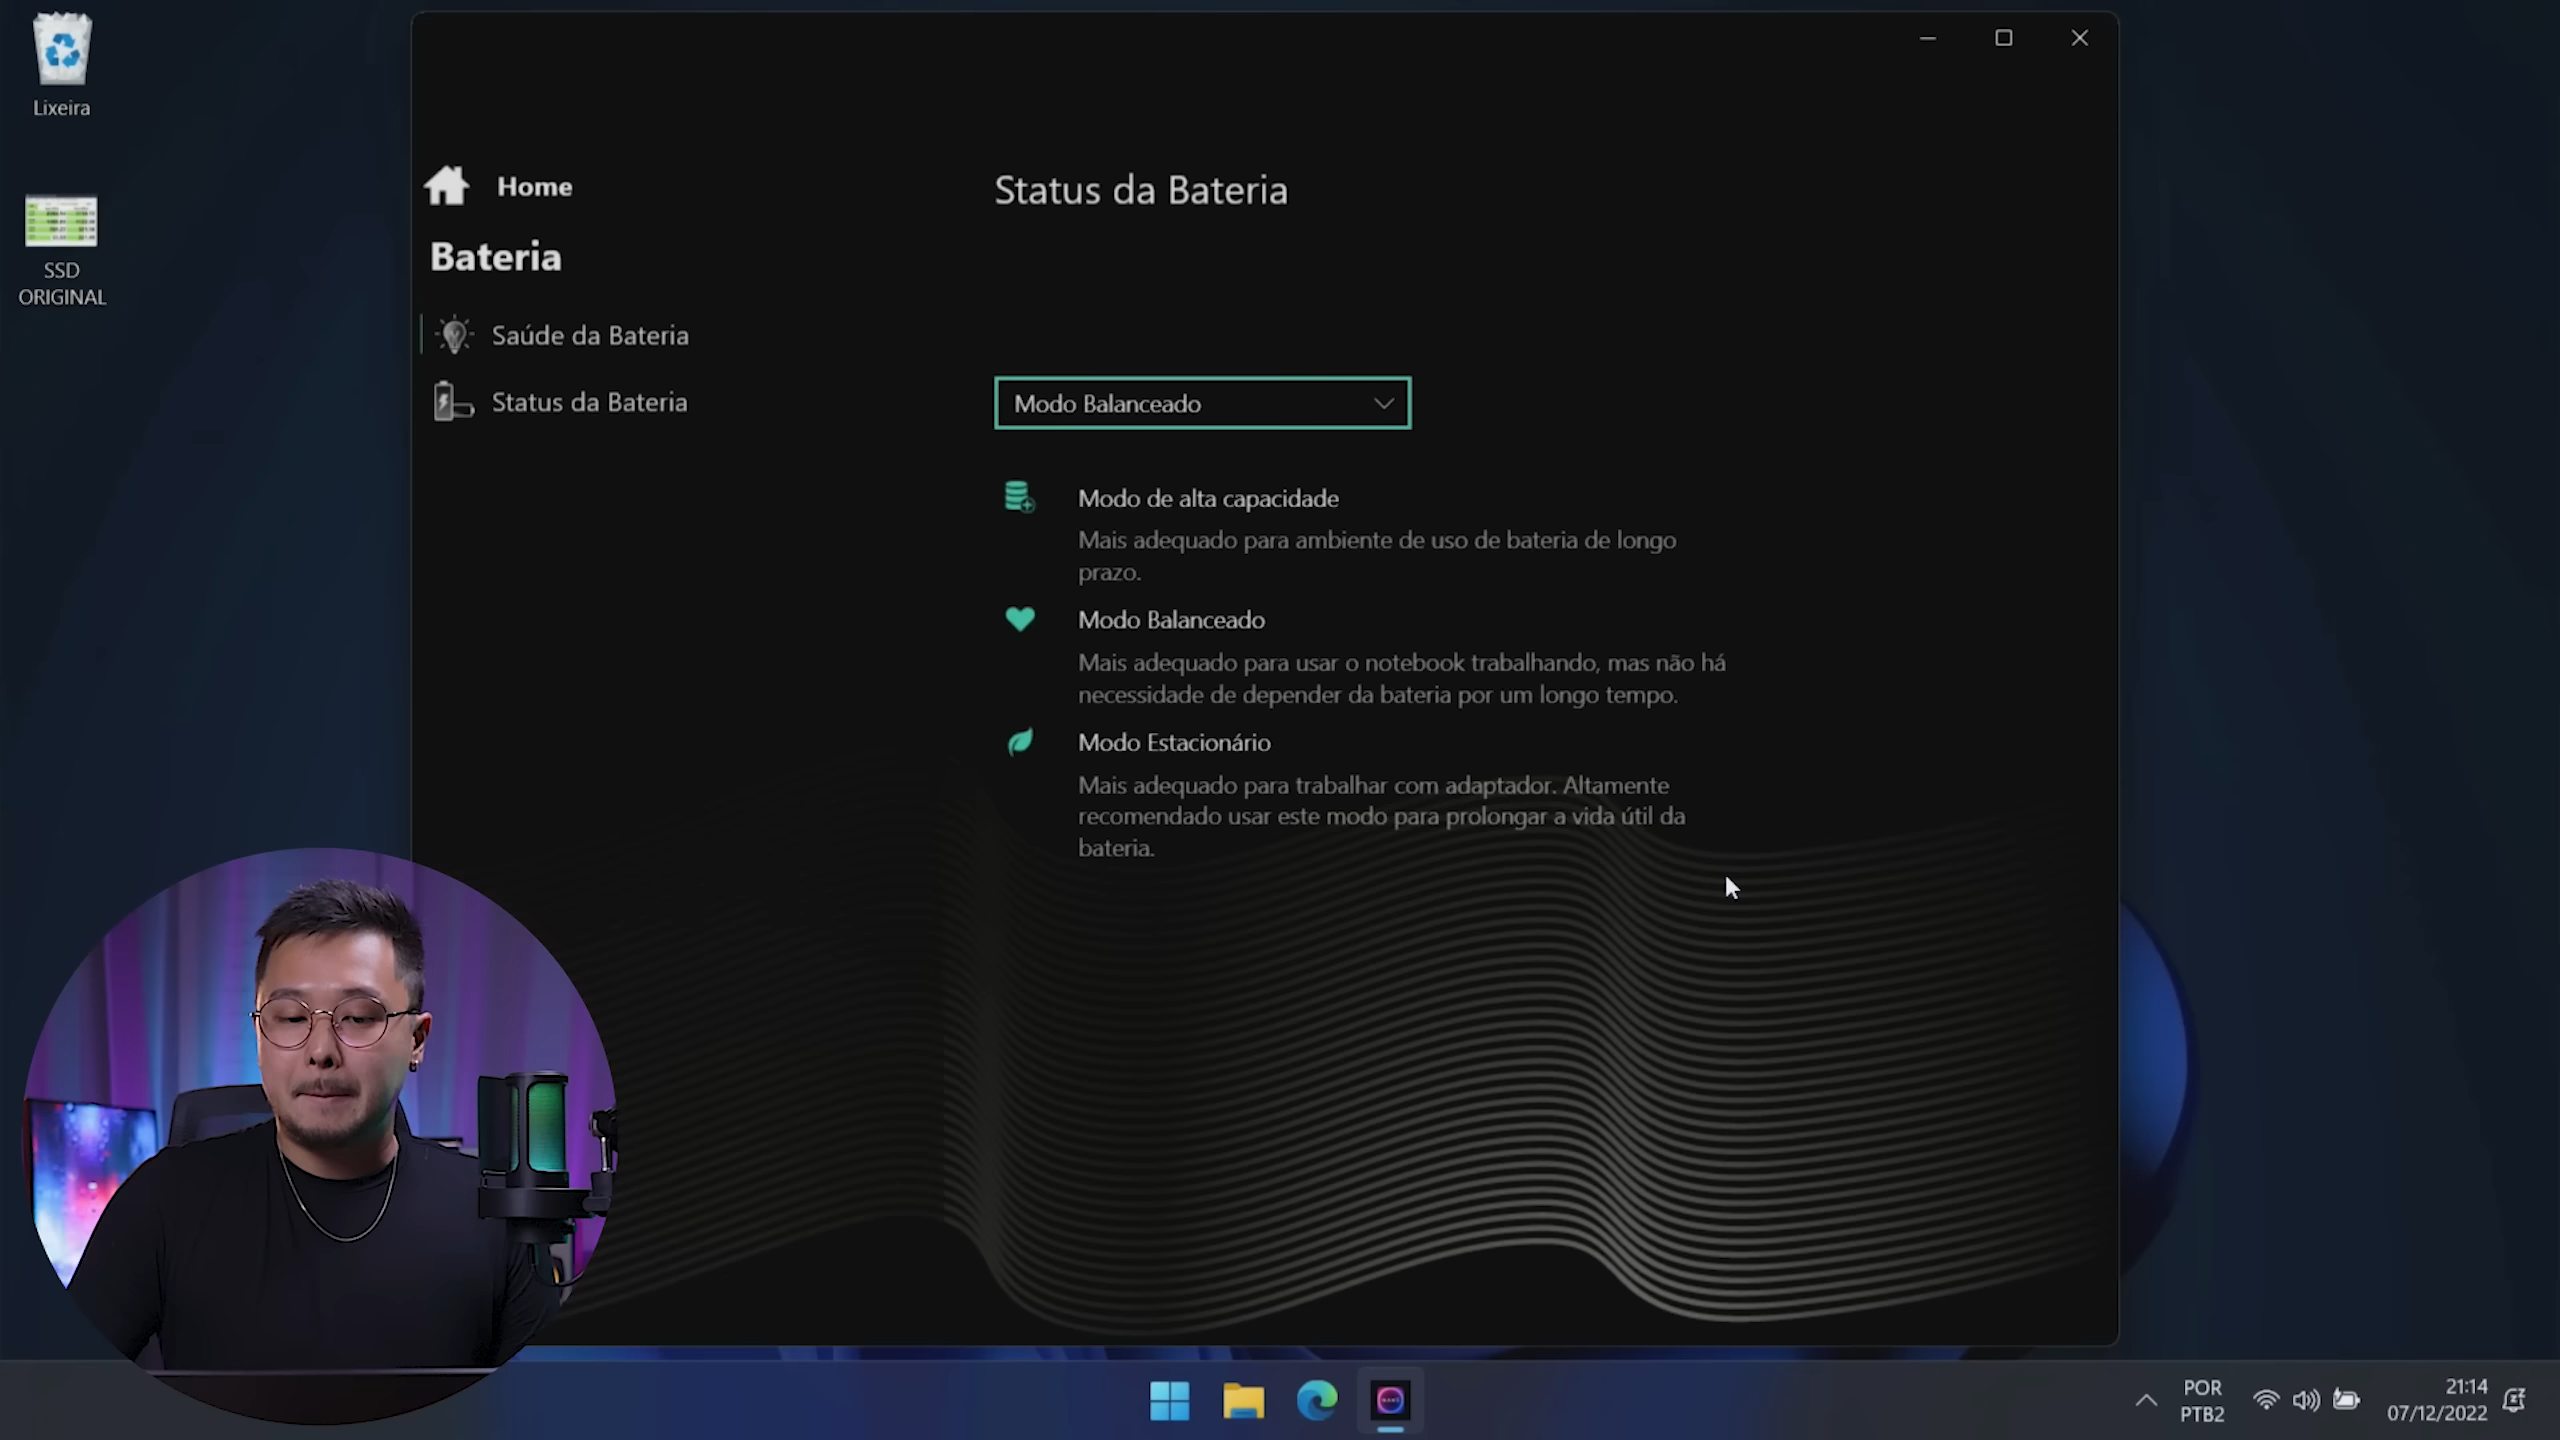 Lixeira
SSD
ORIGINAL
Home
Bateria
Saúde da Bateria
Status da Bateria
Status da Bateria
Modo Balanceado
Modo de alta capacidade
Mais adequado para ambiente de uso de bateria de longo
prazo.
Modo Balanceado
Mais adequado para usar o notebook trabalhando, mas não há
necessidade de depender da bateria por um longo tempo.
Modo Estacionário
Mais adequado para trabalhar com adaptador. Altamente
recomendado usar este modo para prolongar a vida útil da
bateria.
POR
PTB2
21:14
07/12/2022